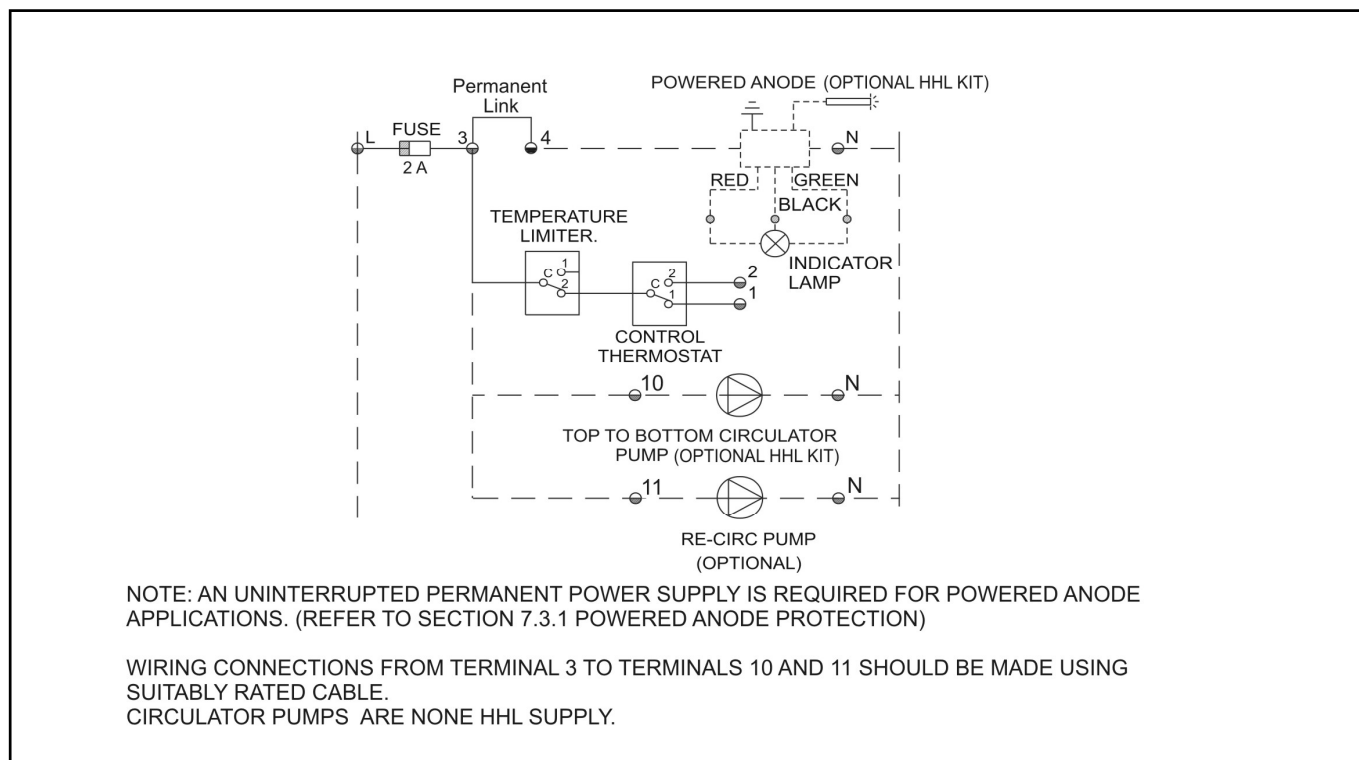 Permanent
Link
POWERED ANODE (OPTIONAL HHL KIT)
L
FUSE
3
4
N
2 A
RED
GREEN
BLACK
TEMPERATURE
LIMITER.
INDICATOR
LAMP
C 1
2
C 2
1
2
1
CONTROL
THERMOSTAT
10
N
TOP TO BOTTOM CIRCULATOR
PUMP (OPTIONAL HHL KIT)
11
N
RE-CIRC PUMP
(OPTIONAL)
NOTE: AN UNINTERRUPTED PERMANENT POWER SUPPLY IS REQUIRED FOR POWERED ANODE
APPLICATIONS. (REFER TO SECTION 7.3.1 POWERED ANODE PROTECTION)
WIRING CONNECTIONS FROM TERMINAL 3 TO TERMINALS 10 AND 11 SHOULD BE MADE USING
SUITABLY RATED CABLE.
CIRCULATOR PUMPS ARE NONE HHL SUPPLY.